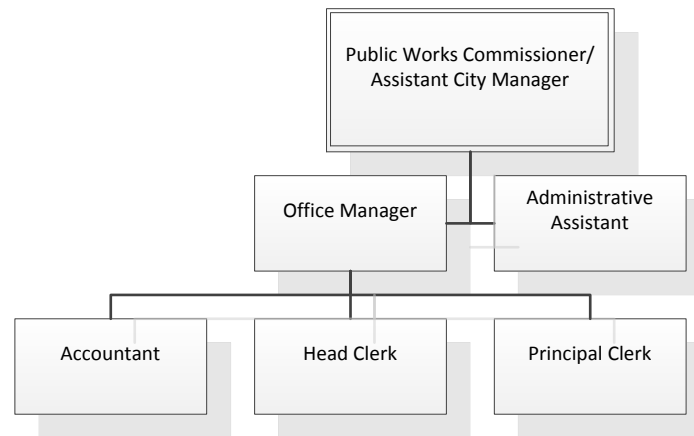 Public Works Commissioner/
Assistant City Manager
Office Manager
Administrative
Assistant
Accountant
Head Clerk
Principal Clerk